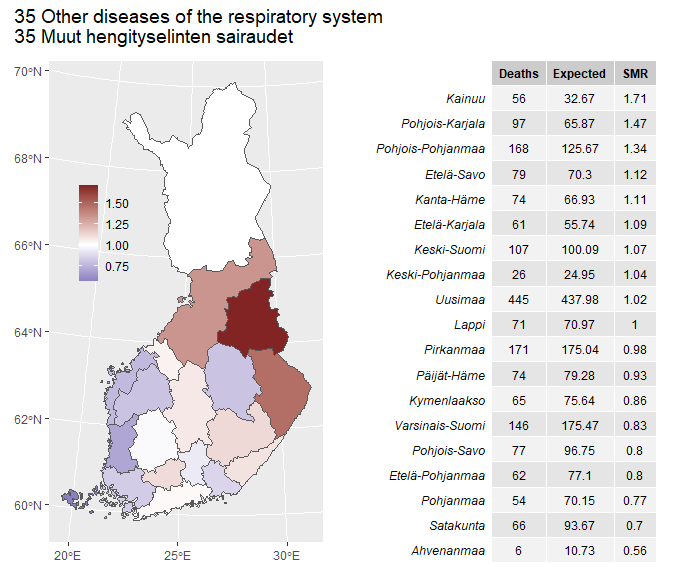 35 Other diseases of the respiratory system
35 Muut hengityselinten sairaudet
70°N
68°N
66°N
64°N
62°N
60°N
20°E 25°E 30°E
1.50
1.25
1.00
0.75
Deaths Expected SMR
Kainuu 56 32.67 1.71
Pohjois-Karjala 97 65.87 1.47
Pohjois-Pohjanmaa 168 125.67 1.34
Etelä-Savo 79 70.3 1.12
Kanta-Häme 74 66.93 1.11
Etelä-Karjala 61 55.74 1.09
Keski-Suomi 107 100.09 1.07
Keski-Pohjanmaa 26 24.95 1.04
Uusimaa 445 437.98 1.02
Lappi 71 70.97 1
Pirkanmaa 171 175.04 0.98
Päijät-Häme 74 79.28 0.93
Kymenlaakso 65 75.64 0.86
Varsinais-Suomi 146 175.47 0.83
Pohjois-Savo 77 96.75 0.8
Etelä-Pohjanmaa 62 77.1 0.8
Pohjanmaa 54 70.15 0.77
Satakunta 66 93.67 0.7
Ahvenanmaa 6 10.73 0.56